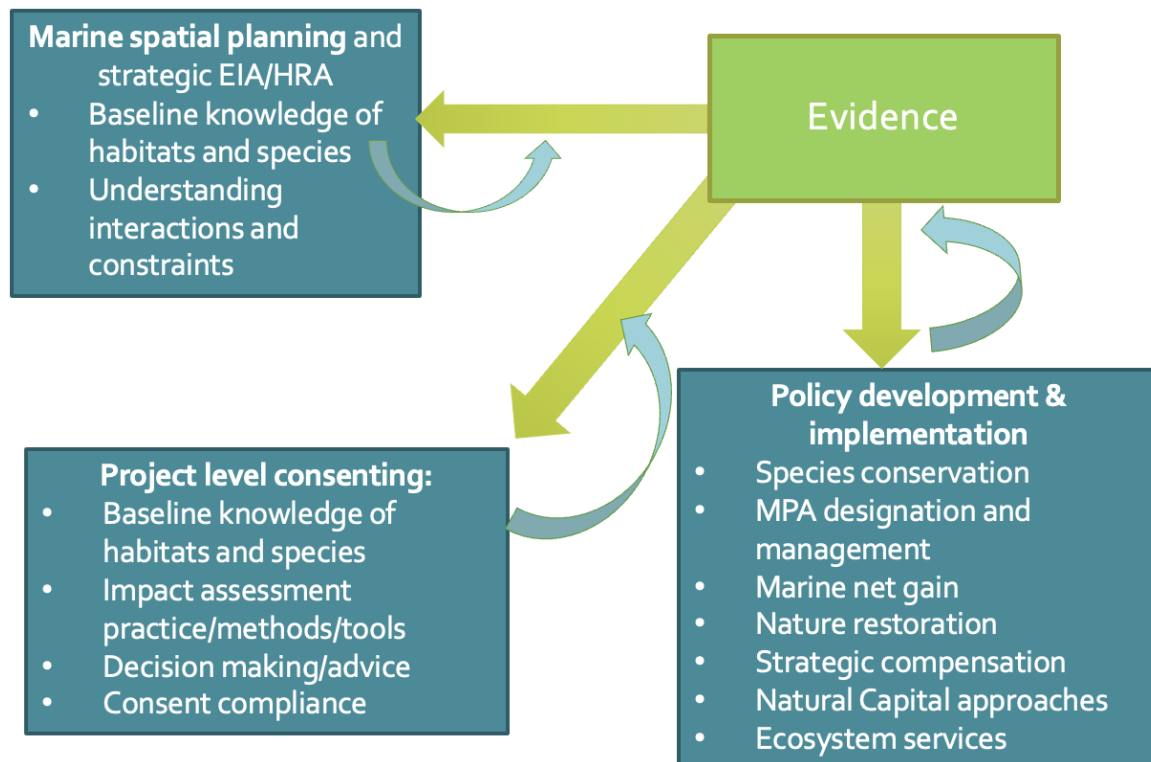 Marine spatial planning and
strategic EIA/HRA
• Baseline knowledge of
habitats and species
• Understanding
interactions and
constraints
Evidence
Project level consenting:
• Baseline knowledge of
habitats and species
• Impact assessment
practice/methods/tools
• Decision making/advice
• Consent compliance
Policy development &
implementation
• Species conservation
• MPA designation and
management
• Marine net gain
• Nature restoration
• Strategic compensation
• Natural Capital approaches
• Ecosystem services